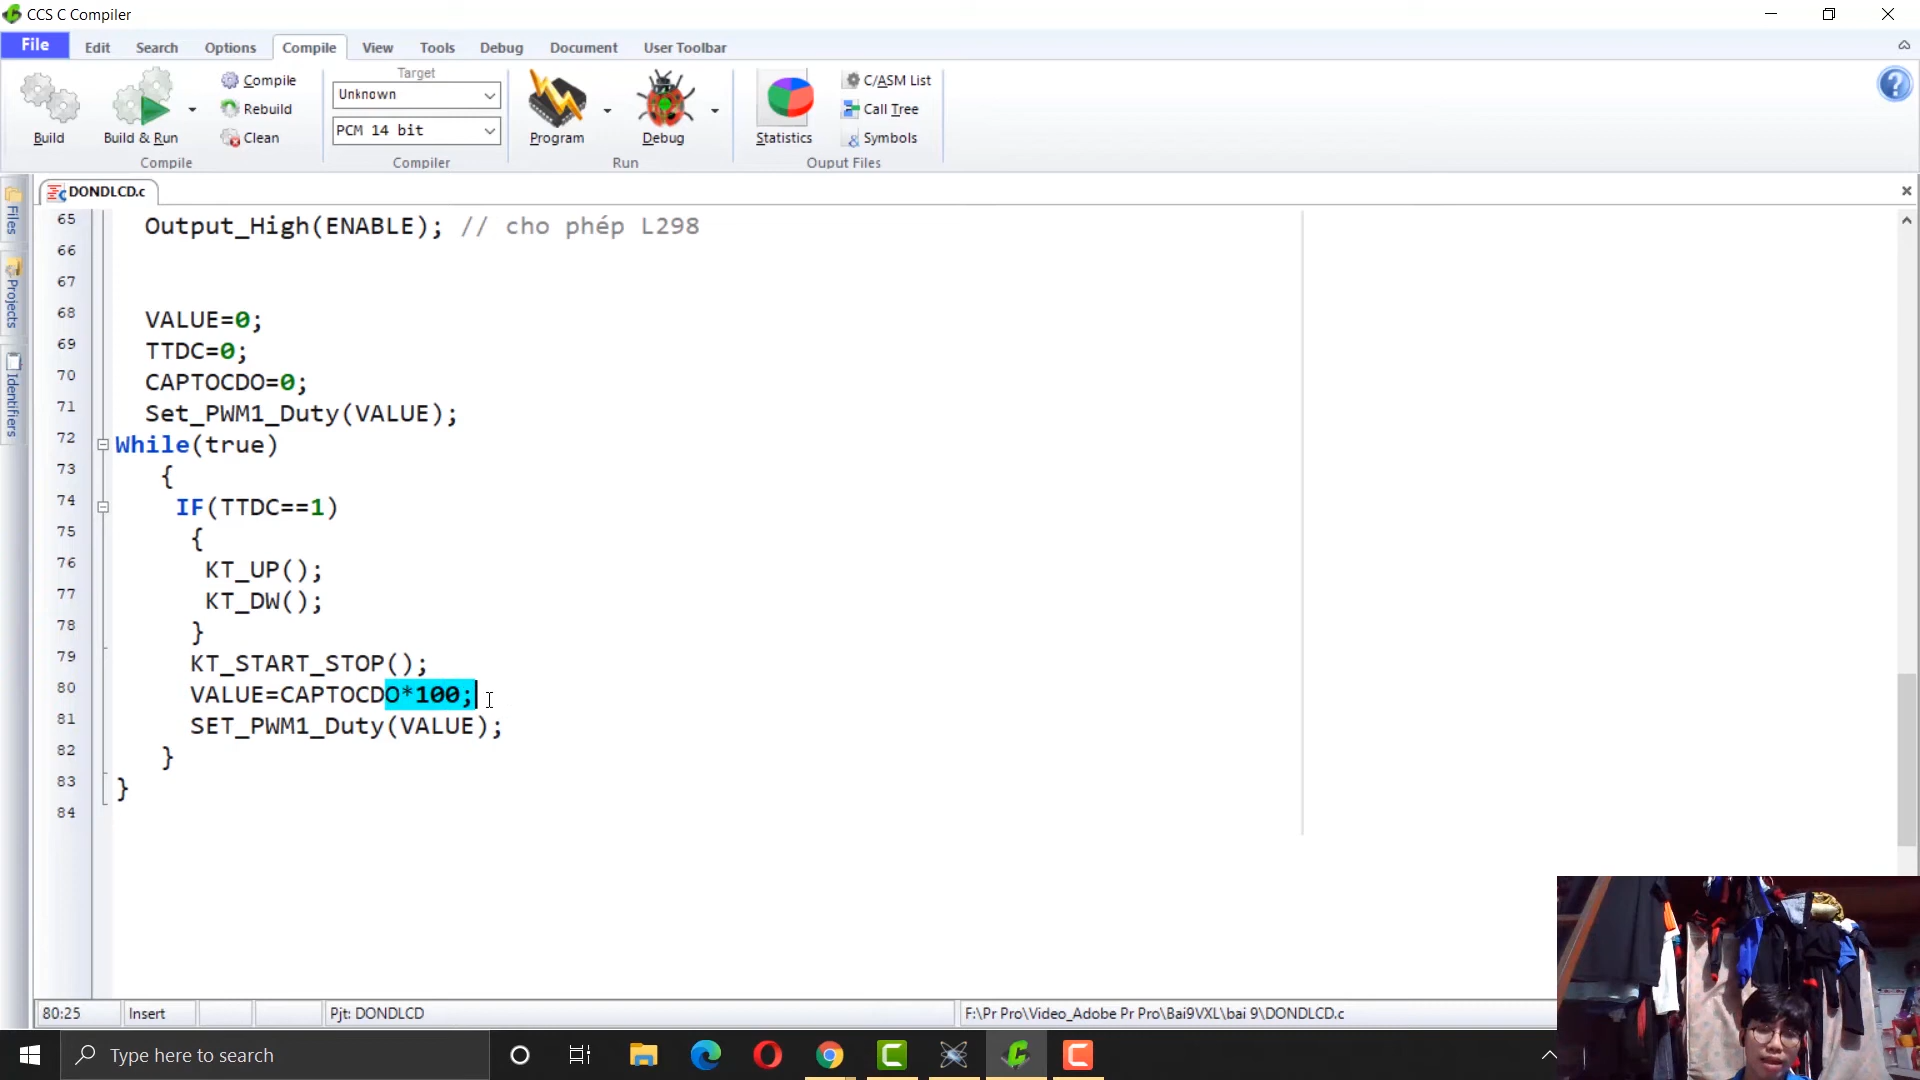 CCS C Compiler
File Edit Search Options Compile View Tools Debug Document User Toolbar
Build
Build & Run
Compile
Rebuild
Clean
Compile
Target
Unknown
PCM 14 bit
Compiler
Program
Debug
Run
Statistics
C/ASM List
Call Tree
Symbols
Ouput Files
Files
Projects
Identifiers
DONDLCD.c
65 Output_High(ENABLE); // cho phép L298
66
67
68 VALUE=0;
69 TTDC=0;
70 CAPTOCDO=0;
71 Set_PWM1_Duty(VALUE);
72 While(true)
73 {
74 IF(TTDC==1)
75 {
76 KT_UP();
77 KT_DW();
78 }
79 KT_START_STOP();
80 VALUE=CAPTOCDO*100;
81 SET_PWM1_Duty(VALUE);
82 }
83 }
84
80:25 Insert Pjt: DONDLCD F:\Pr Pro\Video_Adobe Pr Pro\Bai9VXL\bai 9\DONDLCD.c
Type here to search